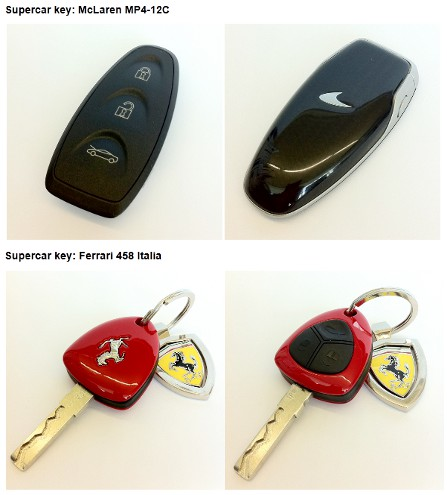 Supercar key: McLaren MP4-12C
Supercar key: Ferrari 458 Italia